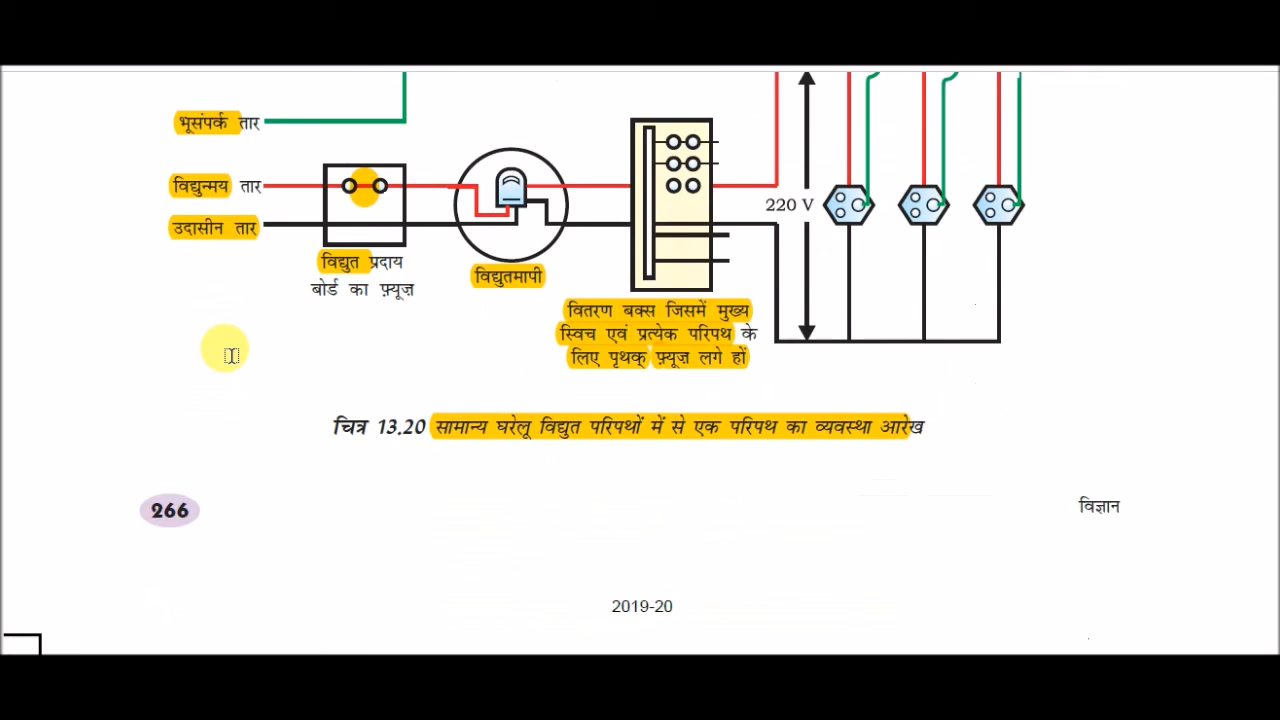 भूसंपर्क तार
विद्युन्मय तार
220 V
उदासीन तार
विद्युत प्रदाय
बोर्ड का फ़्यूज़
विद्युतमापी
वितरण बक्स जिसमें मुख्य
स्विच एवं प्रत्येक परिपथ के
लिए पृथक् फ़्यूज़ लगे हों
चित्र 13.20 सामान्य घरेलू विद्युत परिपथों में से एक परिपथ का व्यवस्था आरेख
266
विज्ञान
2019-20